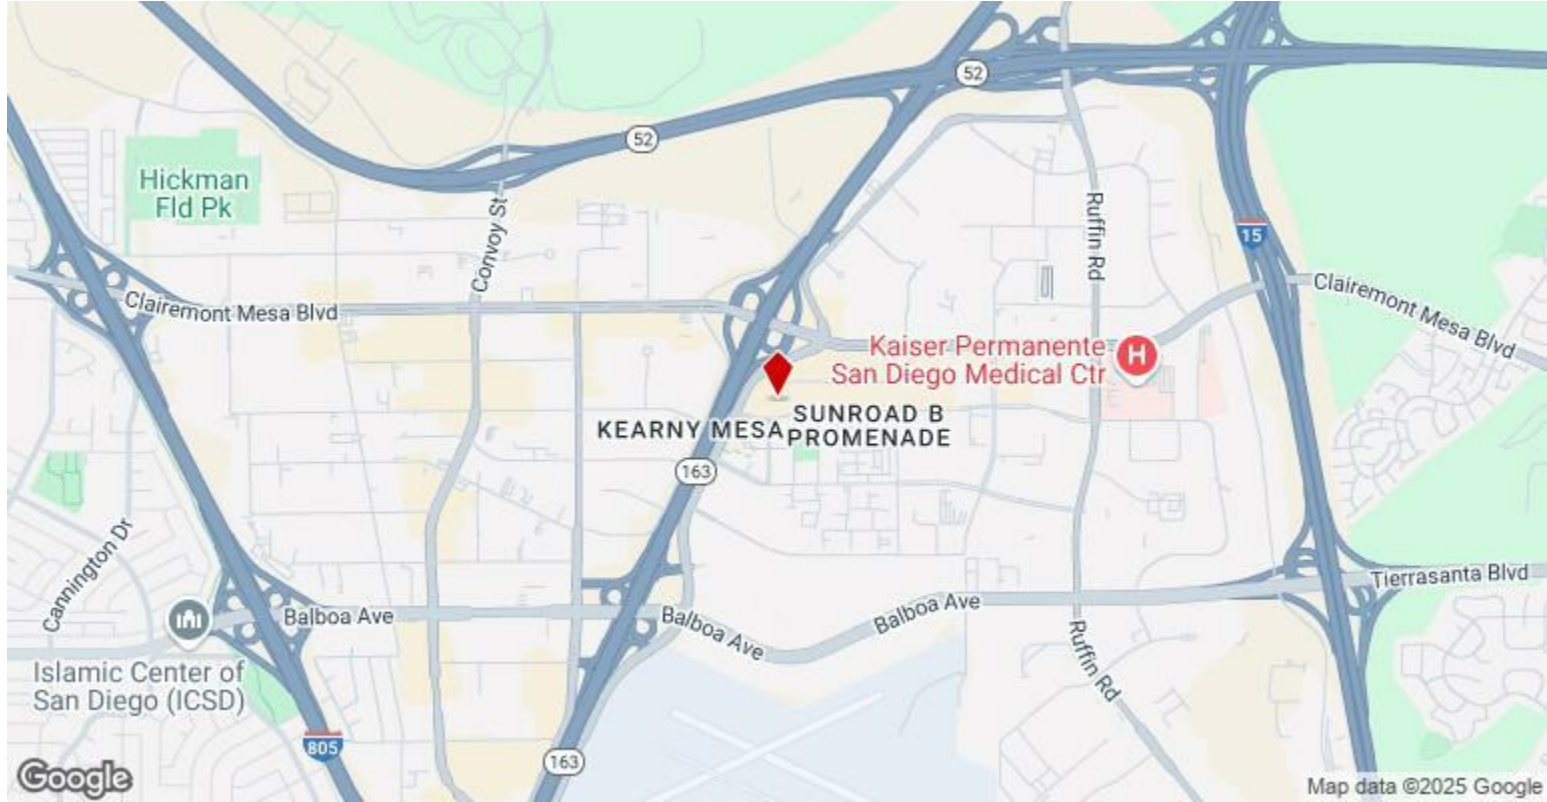 52
52
Hickman
Fld Pk
Convoy St
Ruffin Rd
15
Clairemont Mesa Blvd
Clairemont Mesa Blvd
Kaiser Permanente
San Diego Medical Ctr
H
SUNROAD B
PROMENADE
KEARNY MESA
163
Cannington Dr
Tierrasanta Blvd
Balboa Ave
Balboa Ave
Balboa Ave
Ruffin Rd
Islamic Center of
San Diego (ICSD)
805
163
Google
Map data ©2025 Google